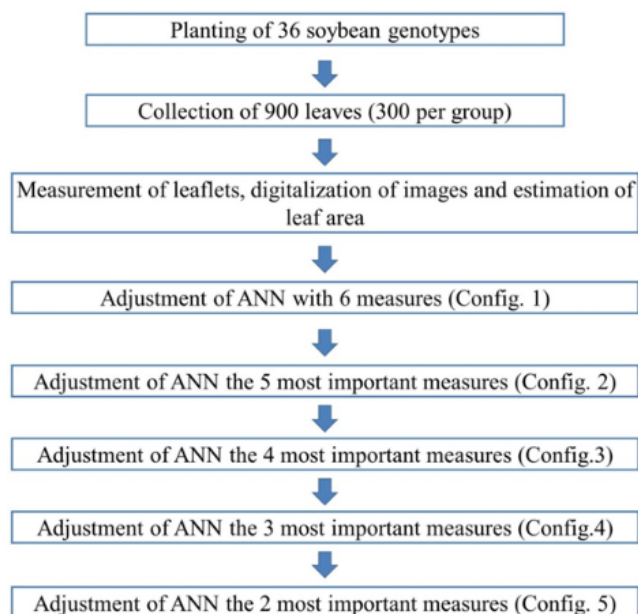 Planting of 36 soybean genotypes
Collection of 900 leaves (300 per group)
Measurement of leaflets, digitalization of images and estimation of
leaf area
Adjustment of ANN with 6 measures (Config. 1)
Adjustment of ANN the 5 most important measures (Config. 2)
Adjustment of ANN the 4 most important measures (Config.3)
Adjustment of ANN the 3 most important measures (Config.4)
Adjustment of ANN the 2 most important measures (Config. 5)